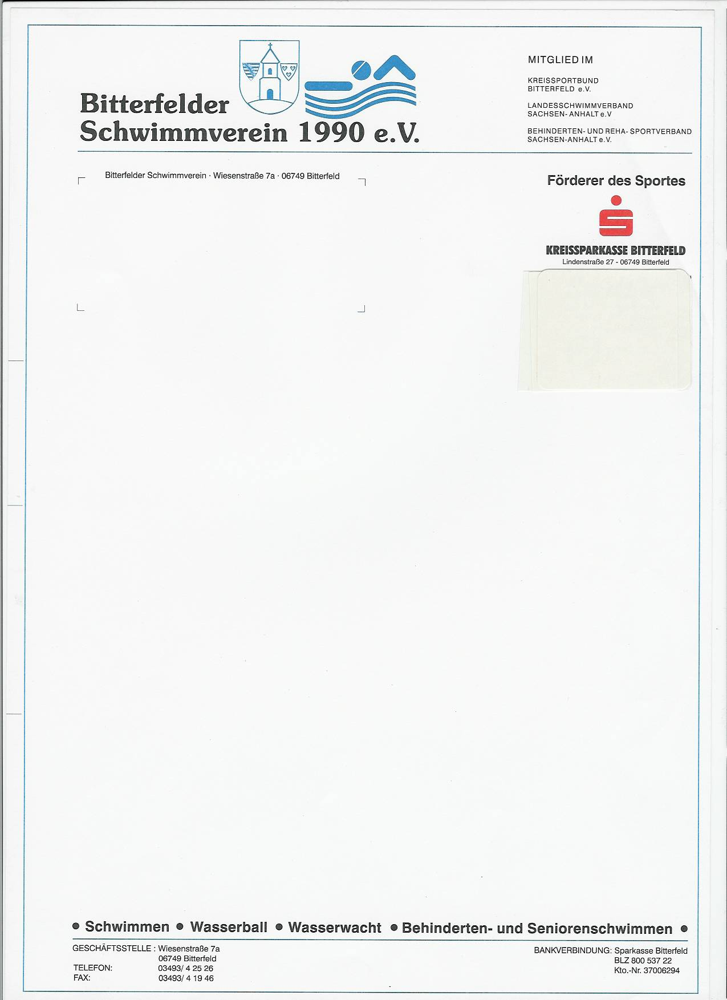 Bitterfelder
Schwimmverein 1990 e.V.
MITGLIED IM
KREISSPORTBUND
BITTERFELD e.V.
LANDESSCHWIMMVERBAND
SACHSEN-ANHALT e.V
BEHINDERTEN- UND REHA-SPORTVERBAND
SACHSEN-ANHALT e.V.
Bitterfelder Schwimmverein · Wiesenstraße 7a · 06749 Bitterfeld
Förderer des Sportes
KREISSPARKASSE BITTERFELD
Lindenstraße 27 - 06749 Bitterfeld
• Schwimmen • Wasserball • Wasserwacht • Behinderten- und Seniorenschwimmen •
GESCHÄFTSSTELLE : Wiesenstraße 7a
06749 Bitterfeld
TELEFON: 03493/ 4 25 26
FAX: 03493/ 4 19 46
BANKVERBINDUNG: Sparkasse Bitterfeld
BLZ 800 537 22
Kto.-Nr. 37006294